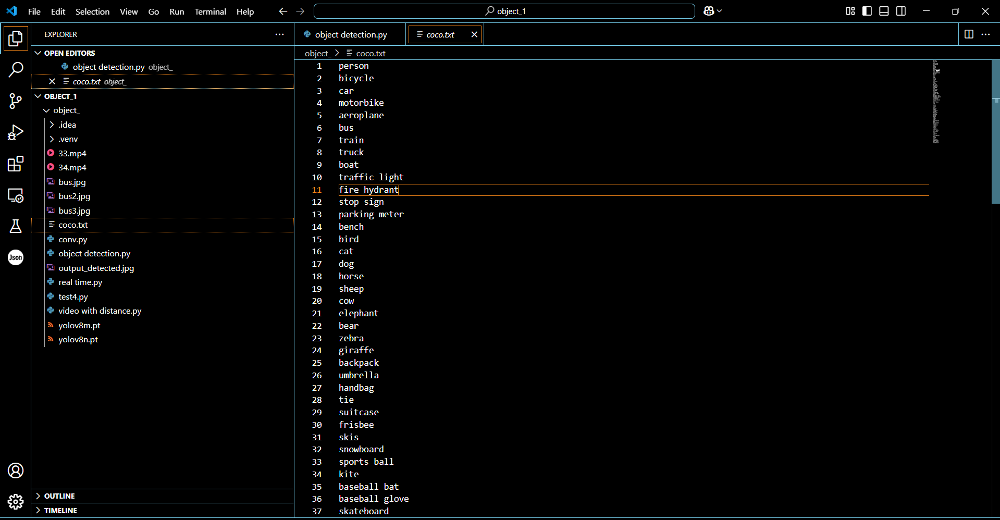 File Edit Selection View Go Run Terminal Help
object_1
EXPLORER
OPEN EDITORS
object detection.py object_
coco.txt object_
OBJECT_1
object_
.idea
.venv
33.mp4
34.mp4
bus.jpg
bus2.jpg
bus3.jpg
coco.txt
conv.py
object detection.py
output_detected.jpg
real time.py
test4.py
video with distance.py
yolov8m.pt
yolov8n.pt
OUTLINE
TIMELINE
Json
object detection.py coco.txt
object_ coco.txt
1 person
2 bicycle
3 car
4 motorbike
5 aeroplane
6 bus
7 train
8 truck
9 boat
10 traffic light
11 fire hydrant
12 stop sign
13 parking meter
14 bench
15 bird
16 cat
17 dog
18 horse
19 sheep
20 cow
21 elephant
22 bear
23 zebra
24 giraffe
25 backpack
26 umbrella
27 handbag
28 tie
29 suitcase
30 frisbee
31 skis
32 snowboard
33 sports ball
34 kite
35 baseball bat
36 baseball glove
37 skateboard